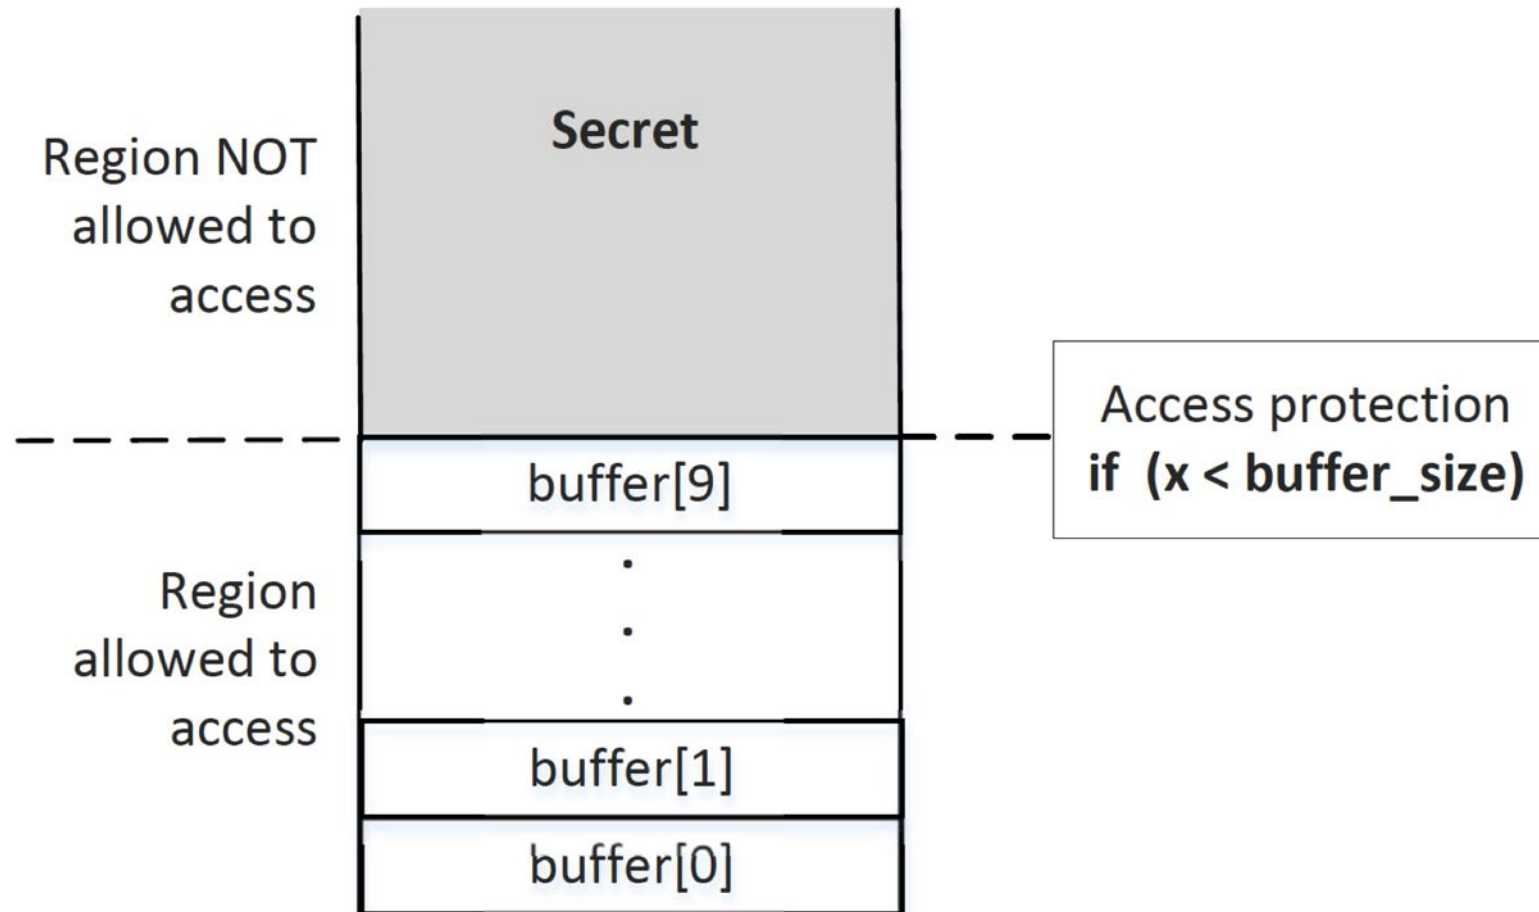 Secret
Region NOT
allowed to
access
Access protection
if (x < buffer_size)
buffer[9]
.
.
.
Region
allowed to
access
buffer[1]
buffer[0]